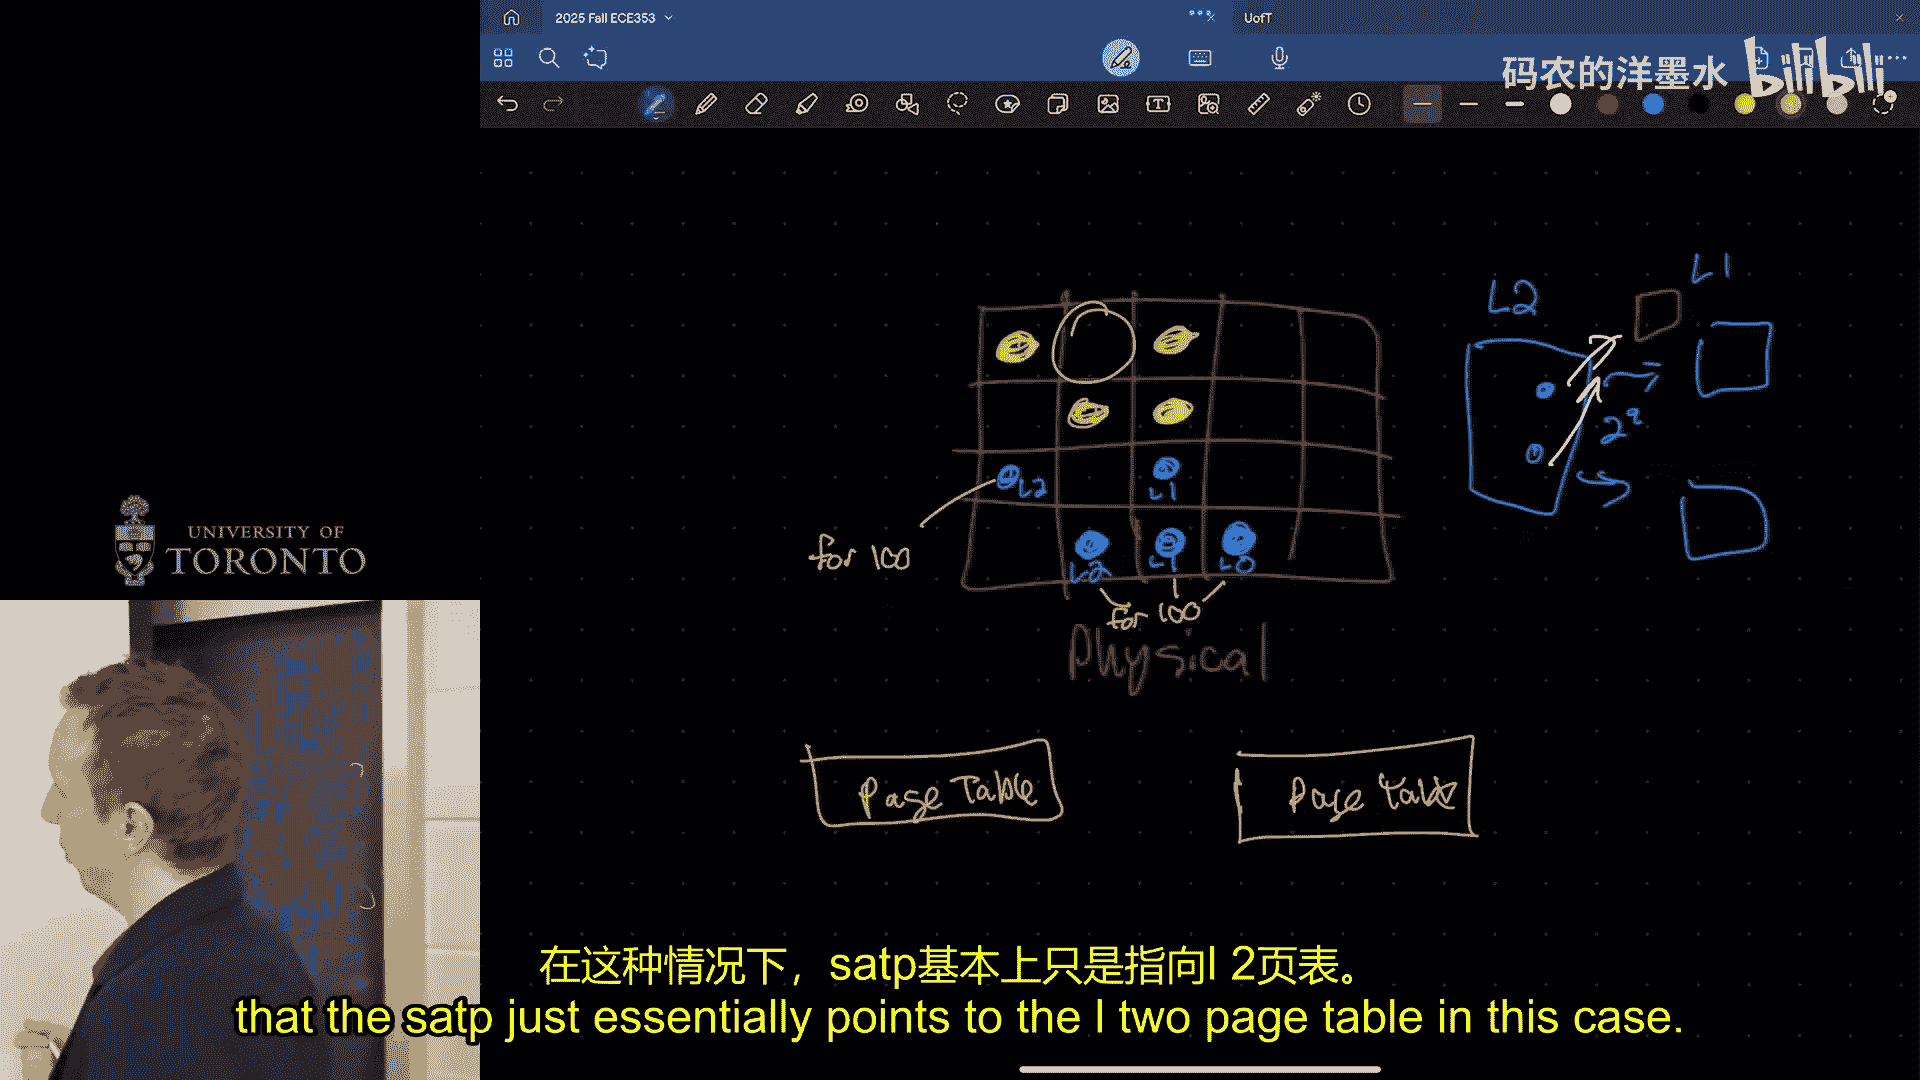 2025 Fall ECE353
UofT
码农的洋墨水 bilibili
L1
L2
2⁹
L2
L1
for 100
L2
L1
L0
for 100
Physical
UNIVERSITY OF
TORONTO
Page Table
Page Table
在这种情况下，satp基本上只是指向l 2页表。
that the satp just essentially points to the l two page table in this case.